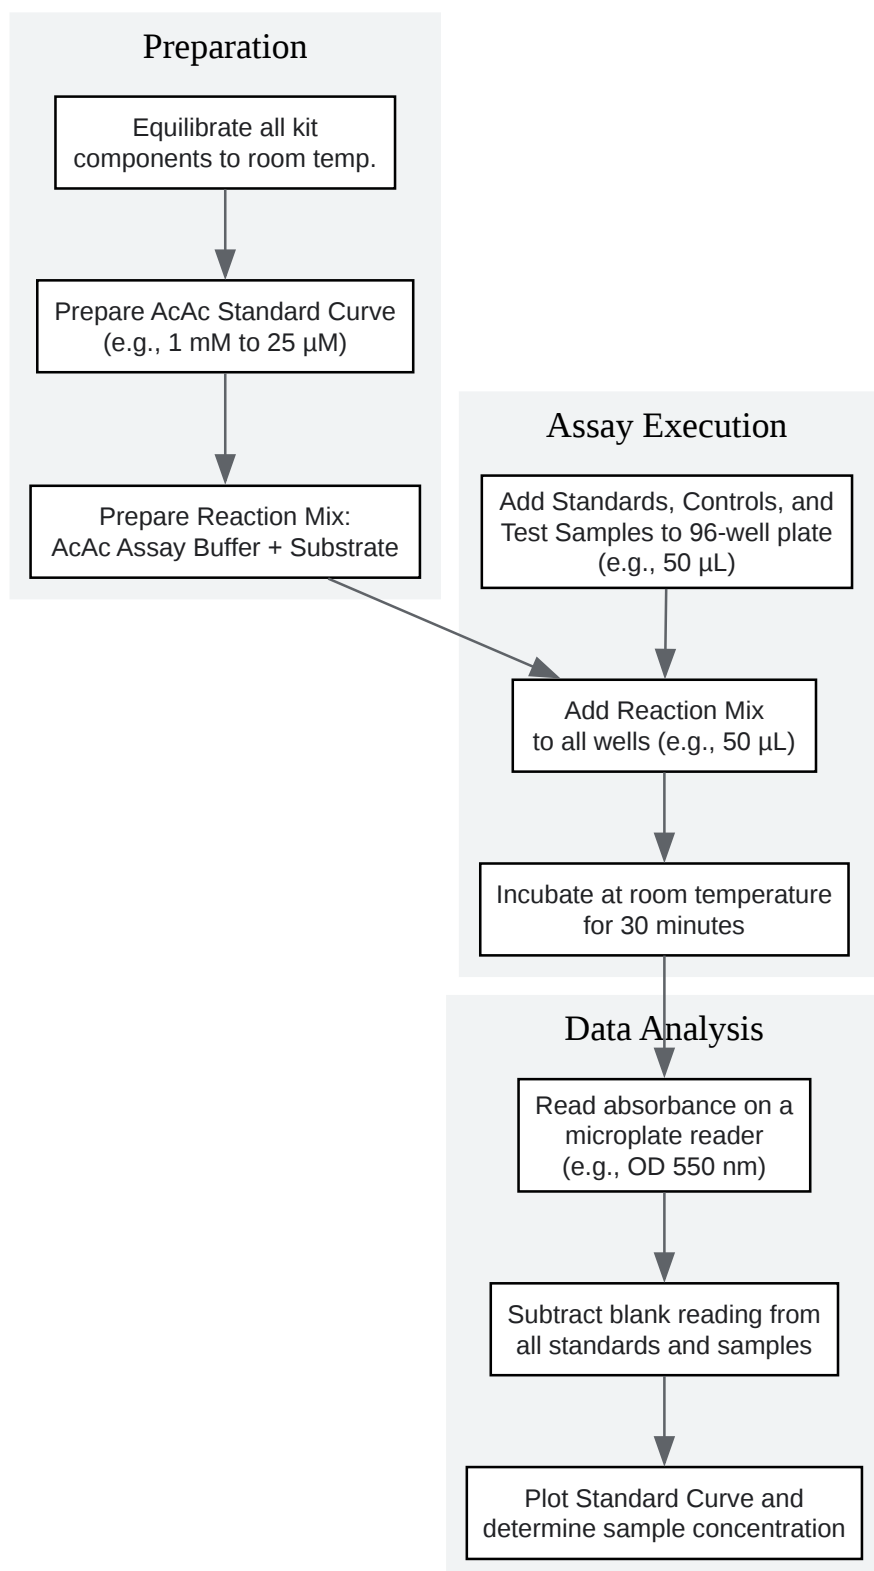 Preparation
Equilibrate all kit
components to room temp.
Prepare AcAc Standard Curve
(e.g., 1 mM to 25 µM)
Prepare Reaction Mix:
AcAc Assay Buffer + Substrate
Assay Execution
Add Standards, Controls, and
Test Samples to 96-well plate
(e.g., 50 µL)
Add Reaction Mix
to all wells (e.g., 50 µL)
Incubate at room temperature
for 30 minutes
Data Analysis
Read absorbance on a
microplate reader
(e.g., OD 550 nm)
Subtract blank reading from
all standards and samples
Plot Standard Curve and
determine sample concentration